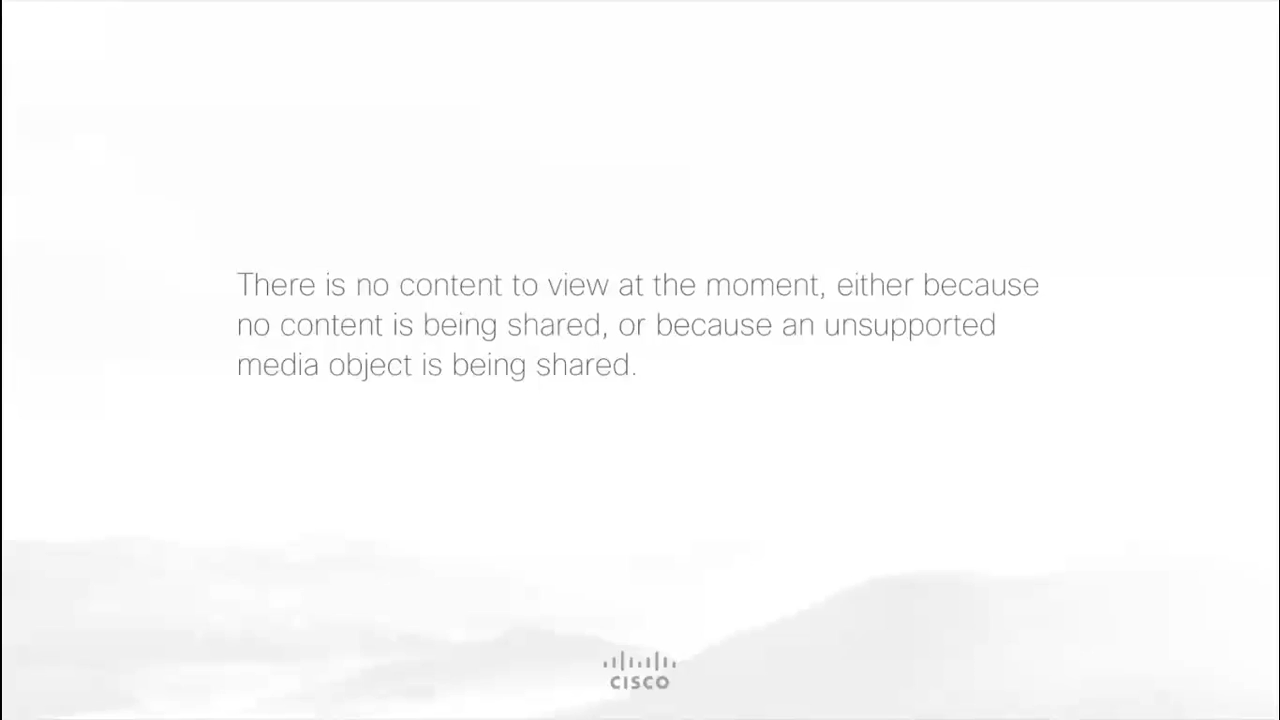 There is no content to view at the moment, either because
no content is being shared, or because an unsupported
media object is being shared.
CISCO